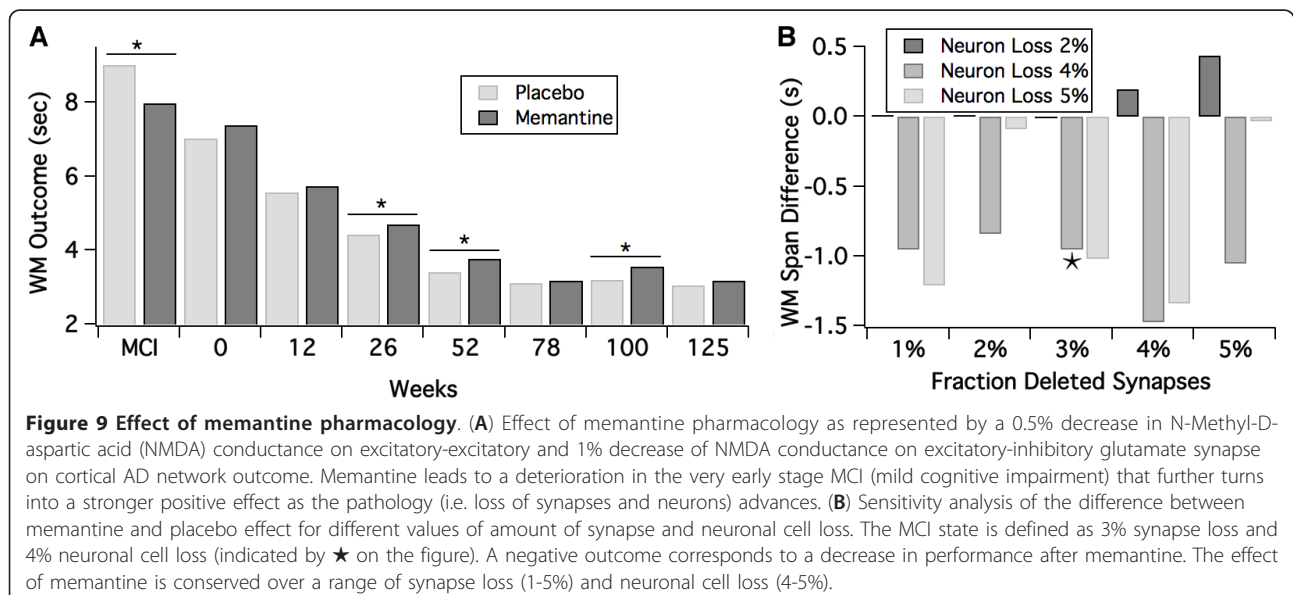 A
*
WM Outcome (sec)
8
6
4
2
Placebo
Memantine
*
*
*
MCI 0 12 26 52 78 100 125
Weeks
B
WM Span Difference (s)
0.5
0.0
-0.5
-1.0
-1.5
Neuron Loss 2%
Neuron Loss 4%
Neuron Loss 5%
★
1% 2% 3% 4% 5%
Fraction Deleted Synapses
Figure 9 Effect of memantine pharmacology. (A) Effect of memantine pharmacology as represented by a 0.5% decrease in N-Methyl-D-
aspartic acid (NMDA) conductance on excitatory-excitatory and 1% decrease of NMDA conductance on excitatory-inhibitory glutamate synapse
on cortical AD network outcome. Memantine leads to a deterioration in the very early stage MCI (mild cognitive impairment) that further turns
into a stronger positive effect as the pathology (i.e. loss of synapses and neurons) advances. (B) Sensitivity analysis of the difference between
memantine and placebo effect for different values of amount of synapse and neuronal cell loss. The MCI state is defined as 3% synapse loss and
4% neuronal cell loss (indicated by ★ on the figure). A negative outcome corresponds to a decrease in performance after memantine. The effect
of memantine is conserved over a range of synapse loss (1-5%) and neuronal cell loss (4-5%).